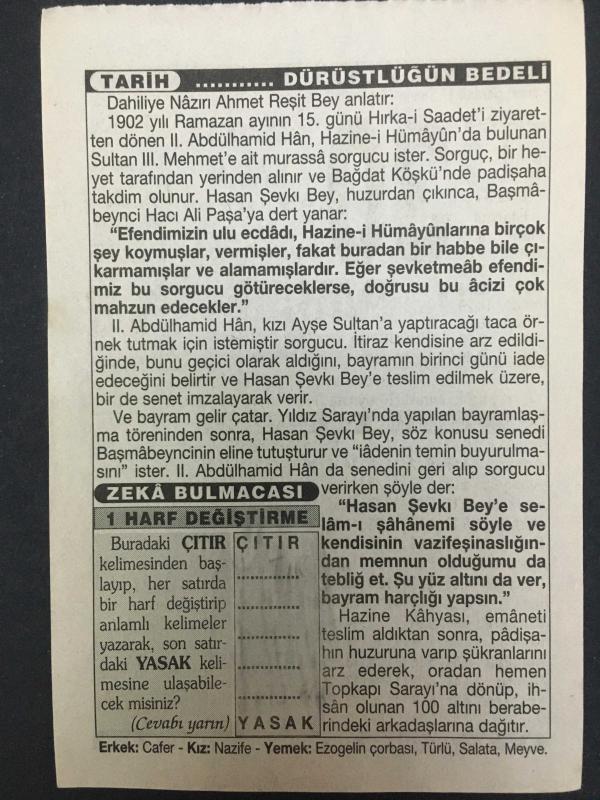 TARİH ........... DÜRÜSTLÜĞÜN BEDELİ
Dahiliye Nâzırı Ahmet Reşit Bey anlatır:
1902 yılı Ramazan ayının 15. günü Hırka-i Saadet'i ziyaret-
ten dönen II. Abdülhamid Hân, Hazine-i Hümâyûn'da bulunan
Sultan III. Mehmet'e ait murassâ sorgucu ister. Sorguç, bir he-
yet tarafından yerinden alınır ve Bağdat Köşkü'nde padişaha
takdim olunur. Hasan Şevkı Bey, huzurdan çıkınca, Başmâ-
beynci Hacı Ali Paşa'ya dert yanar:
"Efendimizin ulu ecdâdı, Hazine-i Hümâyûnlarına birçok
şey koymuşlar, vermişler, fakat buradan bir habbe bile çı-
karmamışlar ve alamamışlardır. Eğer şevketmeâb efendi-
miz bu sorgucu götüreceklerse, doğrusu bu âcizi çok
mahzun edecekler."
II. Abdülhamid Hân, kızı Ayşe Sultan'a yaptıracağı taca ör-
nek tutmak için istemiştir sorgucu. İtiraz kendisine arz edildi-
ğinde, bunu geçici olarak aldığını, bayramın birinci günü iade
edeceğini belirtir ve Hasan Şevkı Bey'e teslim edilmek üzere,
bir de senet imzalayarak verir.
Ve bayram gelir çatar. Yıldız Sarayı'nda yapılan bayramlaş-
ma töreninden sonra, Hasan Şevkı Bey, söz konusu senedi
Başmâbeyncinin eline tutuşturur ve "iâdenin temin buyurulma-
sını" ister. II. Abdülhamid Hân da senedini geri alıp sorgucu
verirken şöyle der:
"Hasan Şevkı Bey'e se-
lâm-ı şâhânemi söyle ve
kendisinin vazifeşinaslığın-
dan memnun olduğumu da
tebliğ et. Şu yüz altını da ver,
bayram harçlığı yapsın."
Hazine Kâhyası, emâneti
teslim aldıktan sonra, pâdişa-
hın huzuruna varıp şükranlarını
arz ederek, oradan hemen
Topkapı Sarayı'na dönüp, ih-
sân olunan 100 altını berabe-
rindeki arkadaşlarına dağıtır.
ZEKÂ BULMACASI
1 HARF DEĞİŞTİRME
Buradaki ÇITIR
kelimesinden baş-
layıp, her satırda
bir harf değiştirip
anlamlı kelimeler
yazarak, son satır-
daki YASAK keli-
mesine ulaşabile-
cek misiniz?
(Cevabı yarın)
ÇITIR
...............
...............
...............
...............
...............
YASAK
Erkek: Cafer - Kız: Nazife - Yemek: Ezogelin çorbası, Türlü, Salata, Meyve.